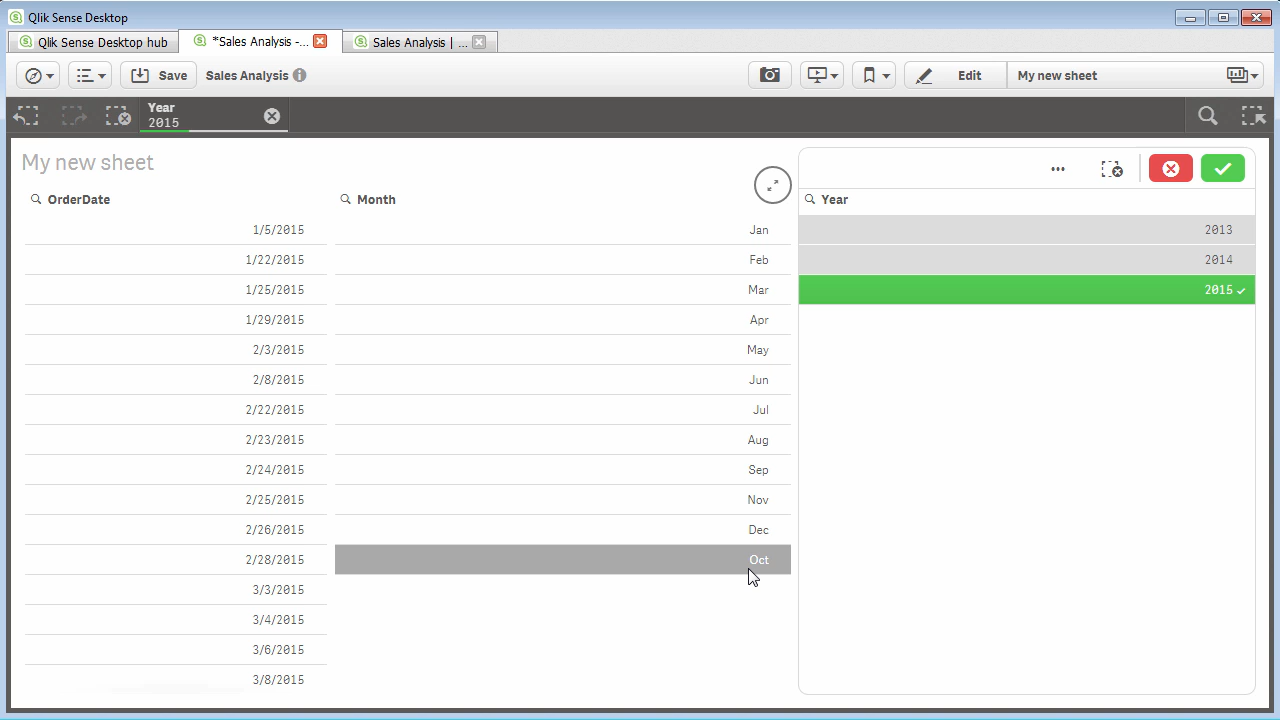 Qlik Sense Desktop
Qlik Sense Desktop hub
*Sales Analysis -...
Sales Analysis | ...
Save
Sales Analysis
Edit
My new sheet
Year
2015
My new sheet
OrderDate
1/5/2015
1/22/2015
1/25/2015
1/29/2015
2/3/2015
2/8/2015
2/22/2015
2/23/2015
2/24/2015
2/25/2015
2/26/2015
2/28/2015
3/3/2015
3/4/2015
3/6/2015
3/8/2015
Month
Jan
Feb
Mar
Apr
May
Jun
Jul
Aug
Sep
Nov
Dec
Oct
Year
2013
2014
2015